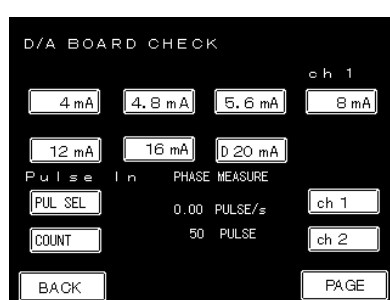 D/A BOARD CHECK
ch 1
4 mA 4.8 mA 5.6 mA 8 mA
12 mA 16 mA D 20 mA
Pulse In PHASE MEASURE
PUL SEL 0.00 PULSE/s ch 1
COUNT 50 PULSE ch 2
BACK PAGE